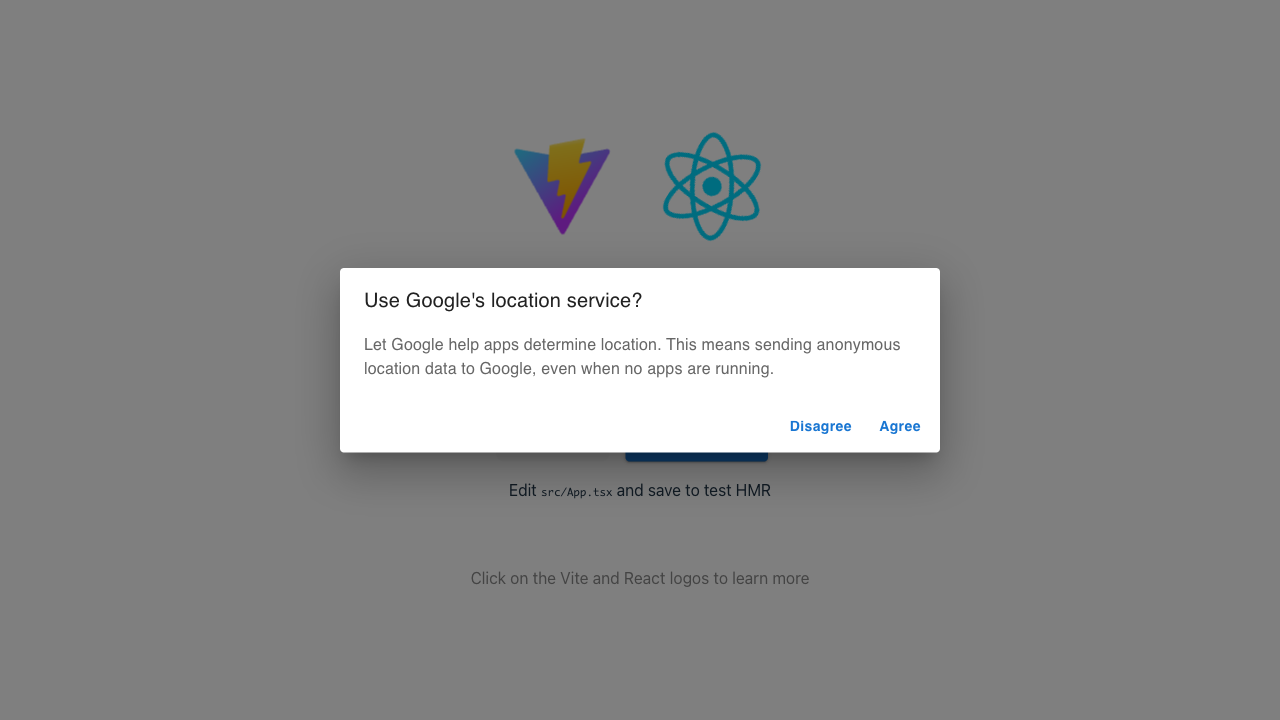 Use Google's location service?
Let Google help apps determine location. This means sending anonymous
location data to Google, even when no apps are running.
Disagree Agree
Edit src/App.tsx and save to test HMR
Click on the Vite and React logos to learn more